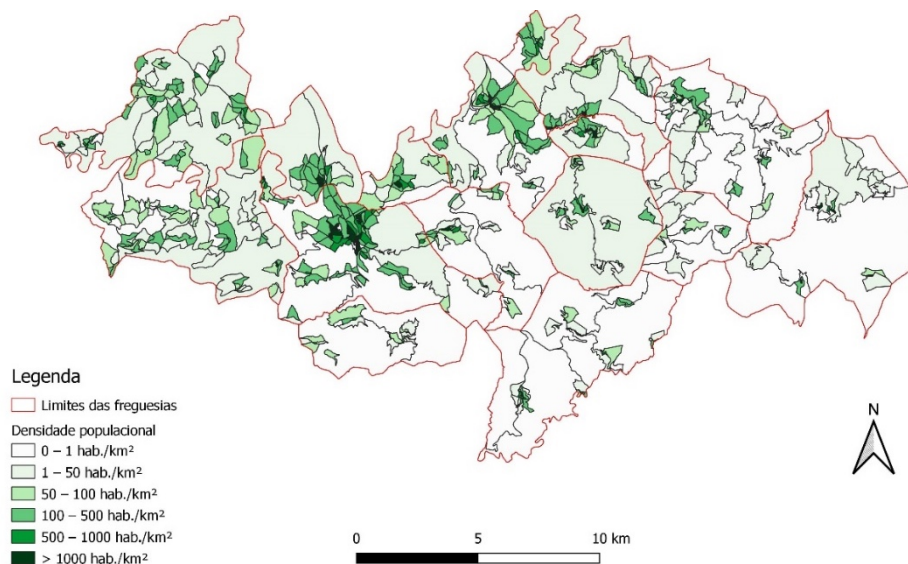 Legenda
Limites das freguesias
Densidade populacional
0 – 1 hab./km²
1 – 50 hab./km²
50 – 100 hab./km²
100 – 500 hab./km²
500 – 1000 hab./km²
> 1000 hab./km²
N
0 5 10 km